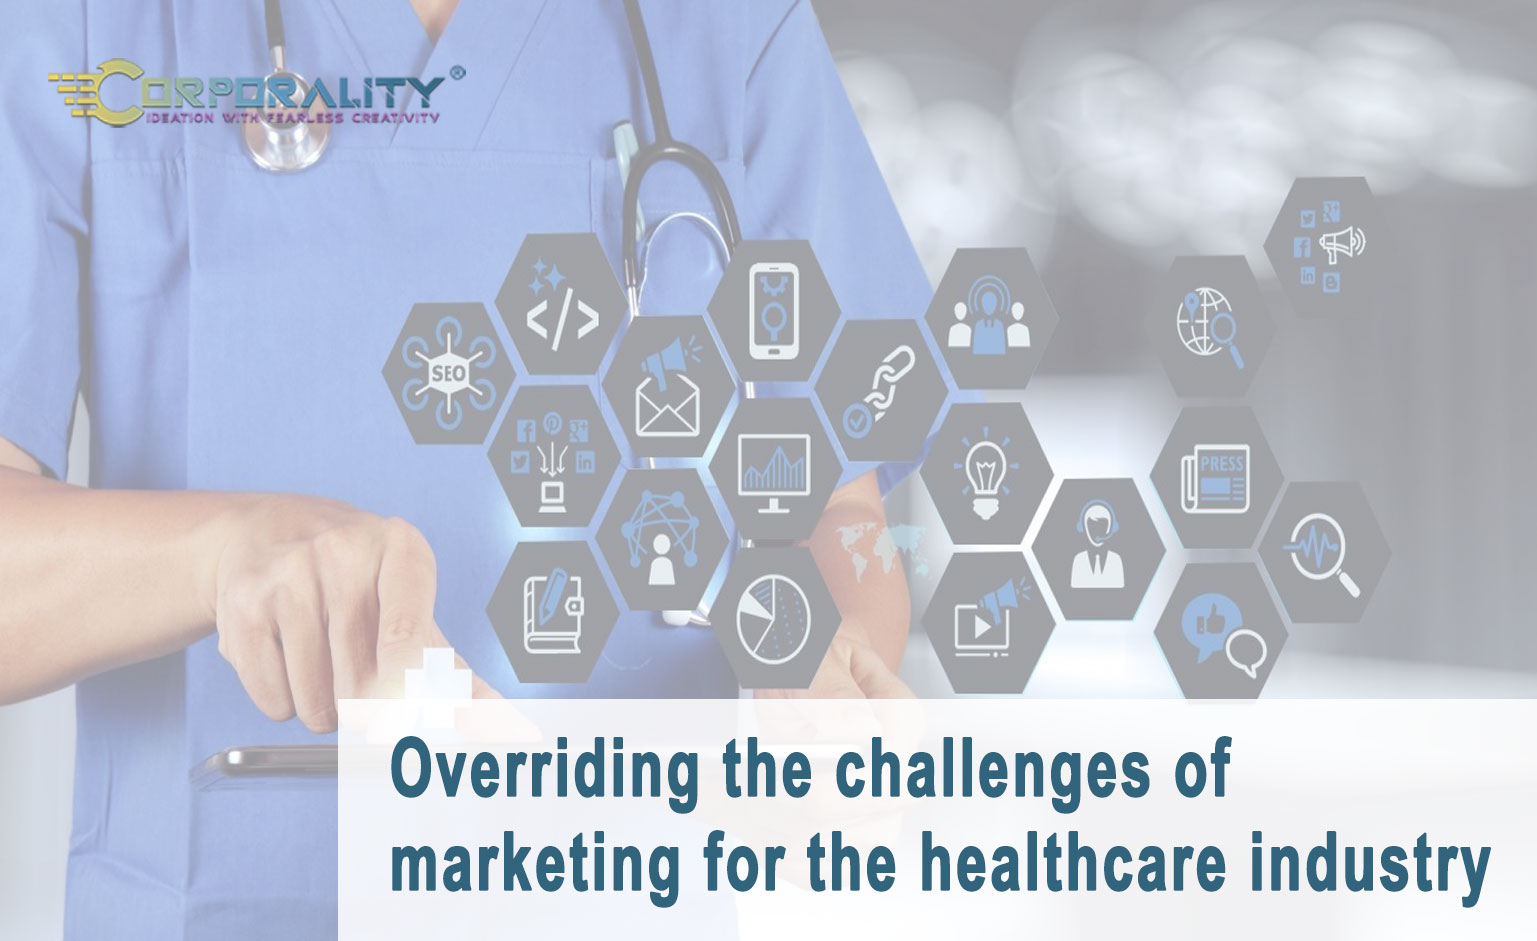 CORPORALITY®
IDEATION WITH FEARLESS CREATIVITY
SEO
PRESS
Overriding the challenges of
marketing for the healthcare industry